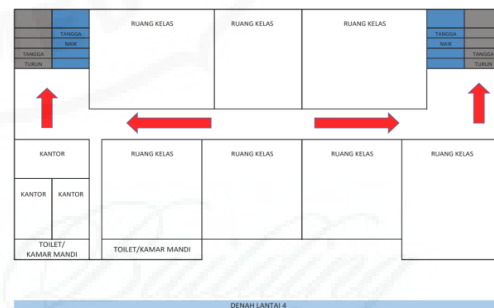 RUANG KELAS
RUANG KELAS
RUANG KELAS
TANGGA
NAIK
TANGGA
TURUN
TANGGA
NAIK
TANGGA
TURUN
KANTOR
RUANG KELAS
RUANG KELAS
RUANG KELAS
RUANG KELAS
KANTOR
KANTOR
TOILET/
KAMAR MANDI
TOILET/KAMAR MANDI
DENAH LANTAI 4